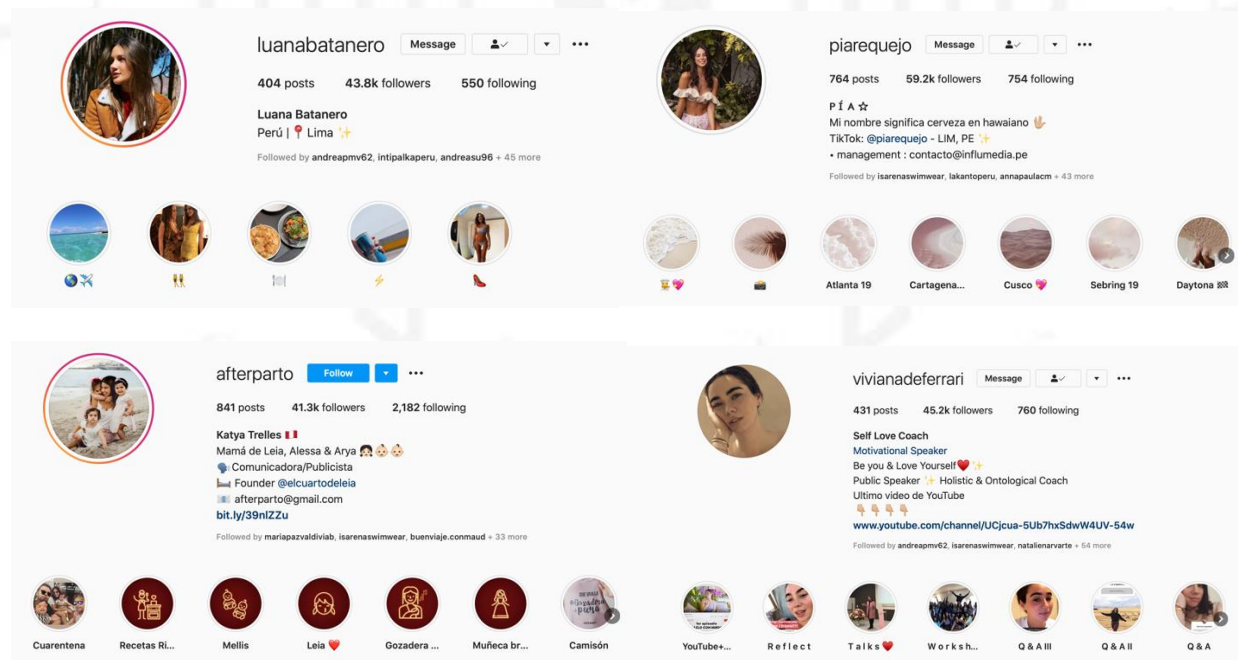 luanabatanero Message
404 posts 43.8k followers 550 following
Luana Batanero
Perú | 📍 Lima ✨
Followed by andreapmv62, intipalkaperu, andreasu96 + 45 more
piarequejo Message
764 posts 59.2k followers 754 following
P Í A ☆
Mi nombre significa cerveza en hawaiano 🤟🏼
TikTok: @piarequejo - LIM, PE ✨
• management : contacto@influmedia.pe
Followed by isarenaswimwear, lakantoperu, annapaulacm + 43 more
Atlanta 19 Cartagena... Cusco 💖 Sebring 19 Daytona 🏁
afterparto Follow
841 posts 41.3k followers 2,182 following
Katya Trelles 🇵🇪
Mamá de Leia, Alessa & Arya 👧🏻👶🏻👶🏻
🗣 Comunicadora/Publicista
🛏 Founder @elcuartodeleia
📧 afterparto@gmail.com
bit.ly/39nlZZu
Followed by mariapazvaldiviab, isarenaswimwear, buenviaje.conmaud + 33 more
Cuarentena Recetas Ri... Mellis Leia ❤️ Gozadera ... Muñeca br... Camisón
vivianadeferrari Message
431 posts 45.2k followers 760 following
Self Love Coach
Motivational Speaker
Be you & Love Yourself❤️✨
Public Speaker ✨ Holistic & Ontological Coach
Ultimo video de YouTube
👇🏼 👇🏼 👇🏼 👇🏼
www.youtube.com/channel/UCjcua-5Ub7hxSdwW4UV-54w
Followed by andreapmv62, isarenaswimwear, natalienarvarte + 54 more
YouTube+... R e f l e c t T a l k s ❤️ W o r k s h... Q & A III Q & A II Q & A